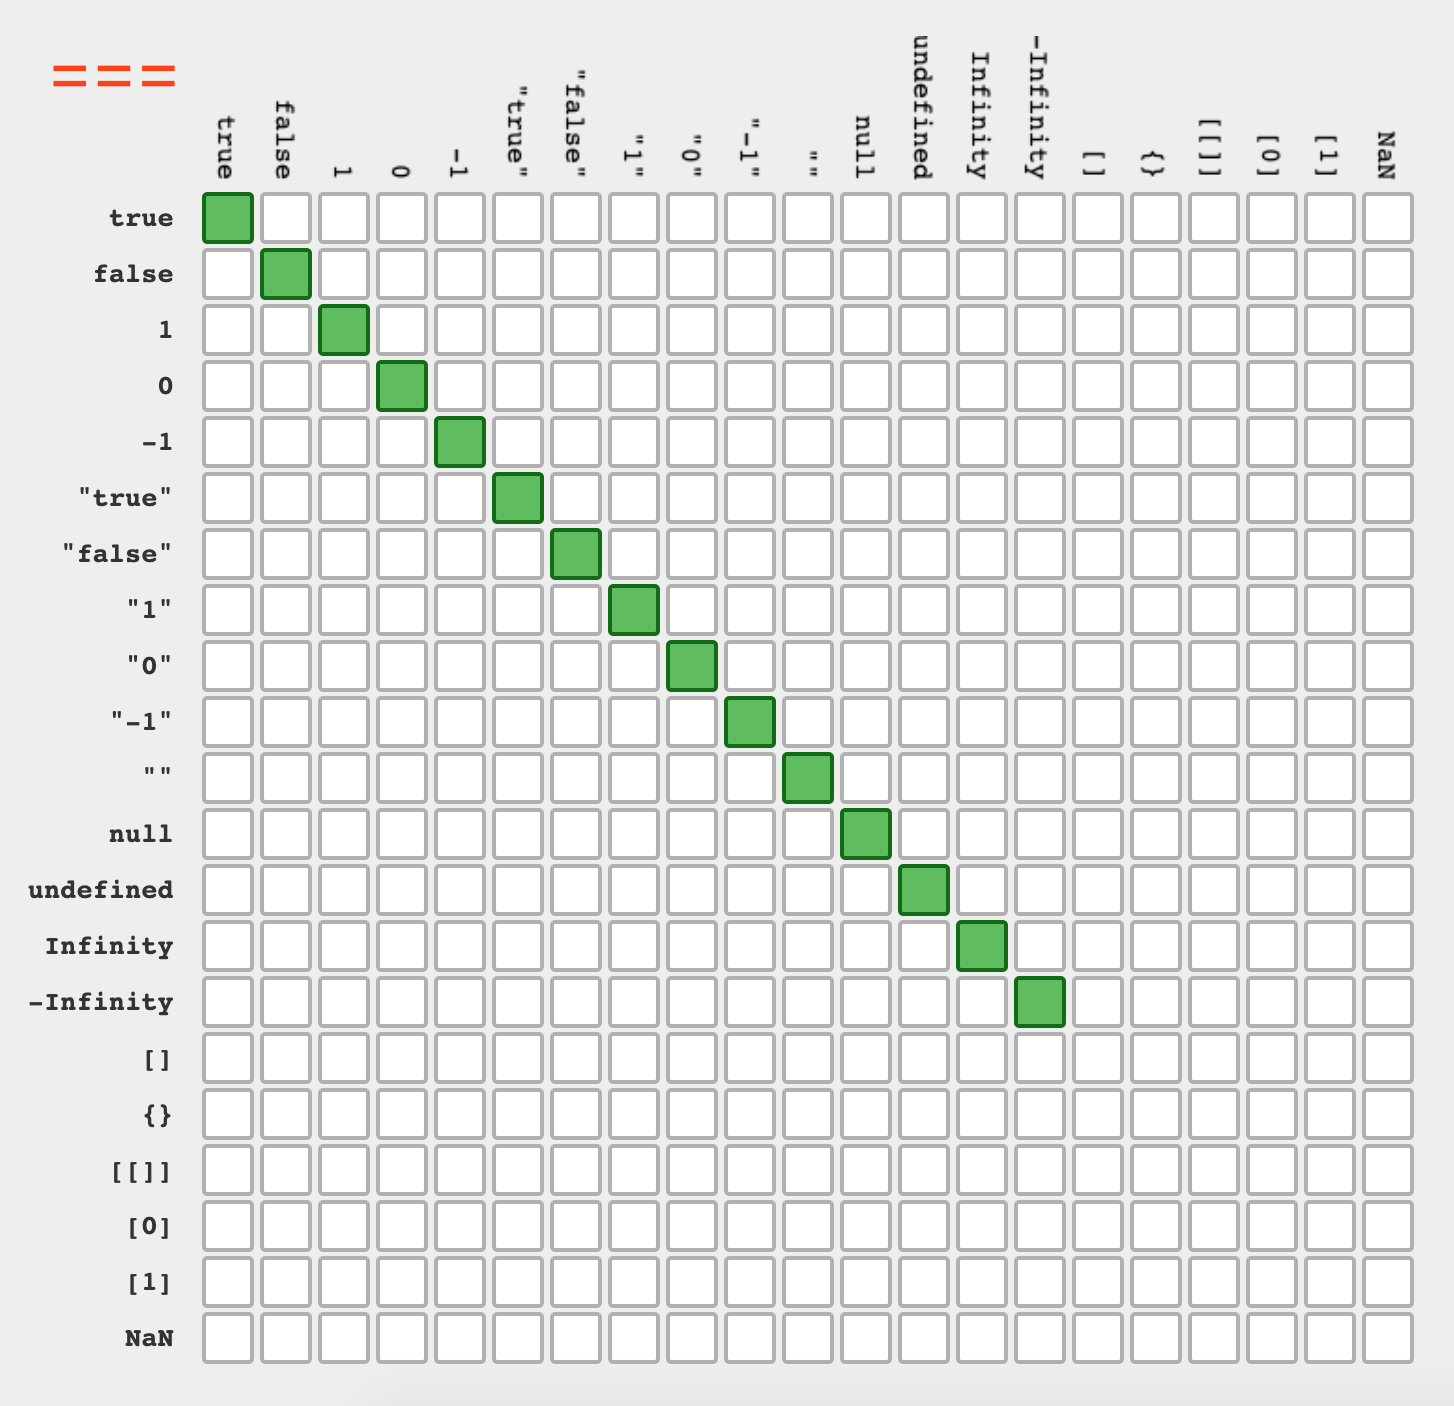 ===
true
false
1
0
-1
"true"
"false"
"1"
"0"
"-1"
""
null
undefined
Infinity
-Infinity
[]
{}
[[]]
[0]
[1]
NaN
true
false
1
0
-1
"true"
"false"
"1"
"0"
"-1"
""
null
undefined
Infinity
-Infinity
[]
{}
[[]]
[0]
[1]
NaN